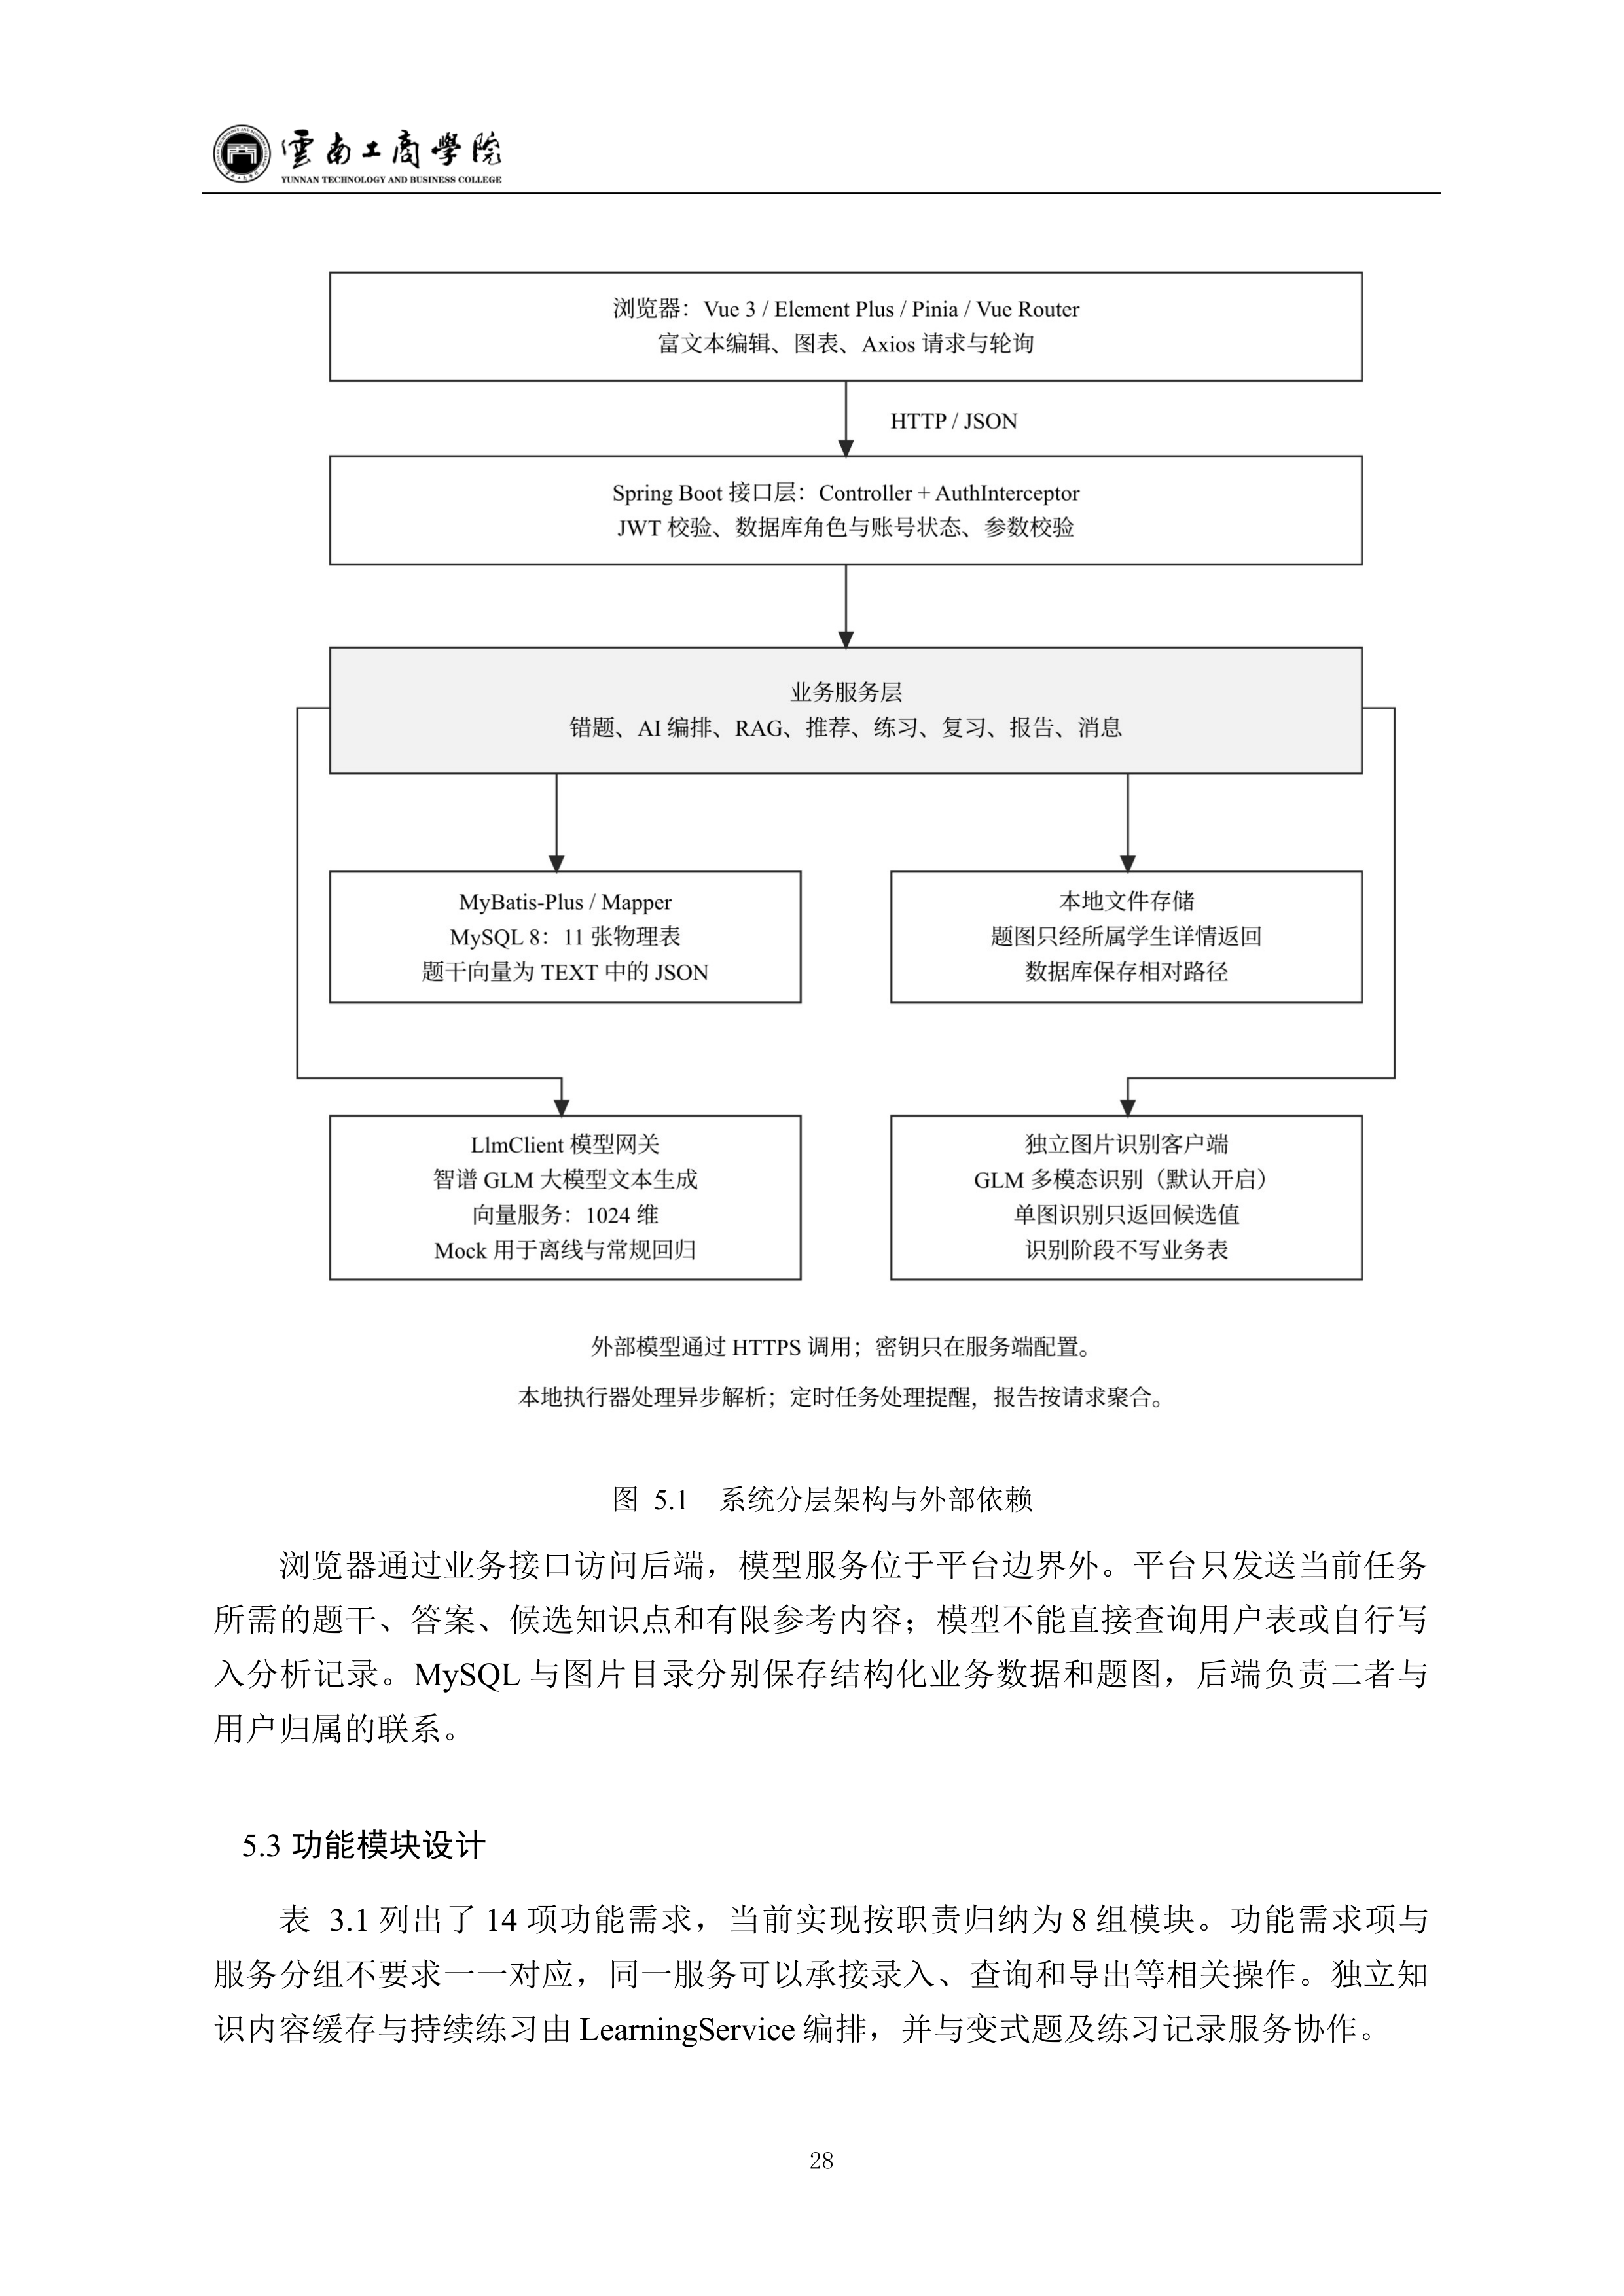 雲南工商學院
YUNNAN TECHNOLOGY AND BUSINESS COLLEGE
浏览器：Vue 3 / Element Plus / Pinia / Vue Router
富文本编辑、图表、Axios 请求与轮询
HTTP / JSON
Spring Boot 接口层：Controller + AuthInterceptor
JWT 校验、数据库角色与账号状态、参数校验
业务服务层
错题、AI 编排、RAG、推荐、练习、复习、报告、消息
MyBatis-Plus / Mapper
MySQL 8：11 张物理表
题干向量为 TEXT 中的 JSON
本地文件存储
题图只经所属学生详情返回
数据库保存相对路径
LlmClient 模型网关
智谱 GLM 大模型文本生成
向量服务：1024 维
Mock 用于离线与常规回归
独立图片识别客户端
GLM 多模态识别（默认开启）
单图识别只返回候选值
识别阶段不写业务表
外部模型通过 HTTPS 调用；密钥只在服务端配置。
本地执行器处理异步解析；定时任务处理提醒，报告按请求聚合。
图 5.1 系统分层架构与外部依赖
浏览器通过业务接口访问后端，模型服务位于平台边界外。平台只发送当前任务
所需的题干、答案、候选知识点和有限参考内容；模型不能直接查询用户表或自行写
入分析记录。MySQL 与图片目录分别保存结构化业务数据和题图，后端负责二者与
用户归属的联系。
5.3 功能模块设计
表 3.1 列出了 14 项功能需求，当前实现按职责归纳为 8 组模块。功能需求项与
服务分组不要求一一对应，同一服务可以承接录入、查询和导出等相关操作。独立知
识内容缓存与持续练习由 LearningService 编排，并与变式题及练习记录服务协作。
28